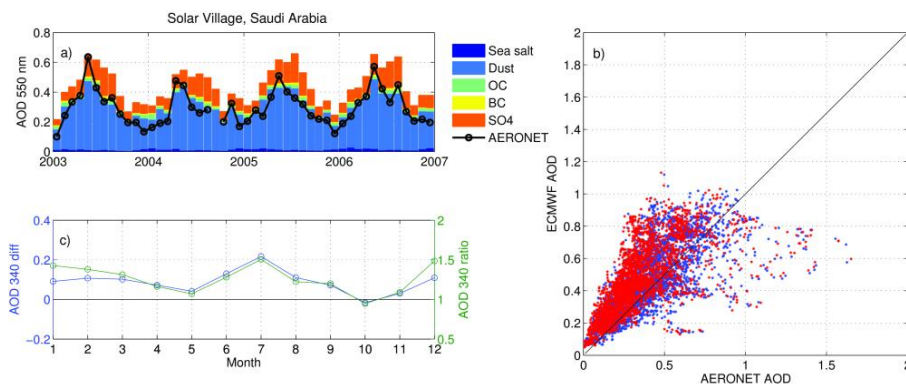 Solar Village, Saudi Arabia
a)
AOD 550 nm
0.8
0.6
0.4
0.2
0
2003
2004
2005
2006
2007
Sea salt
Dust
OC
BC
SO4
AERONET
b)
ECMWF AOD
2
1.8
1.6
1.4
1.2
1
0.8
0.6
0.4
0.2
0
0
0.5
1
1.5
2
AERONET AOD
c)
AOD 340 diff
0.4
0.2
0
−0.2
2
1.5
1
0.5
AOD 340 ratio
1 2 3 4 5 6 7 8 9 10 11 12
Month